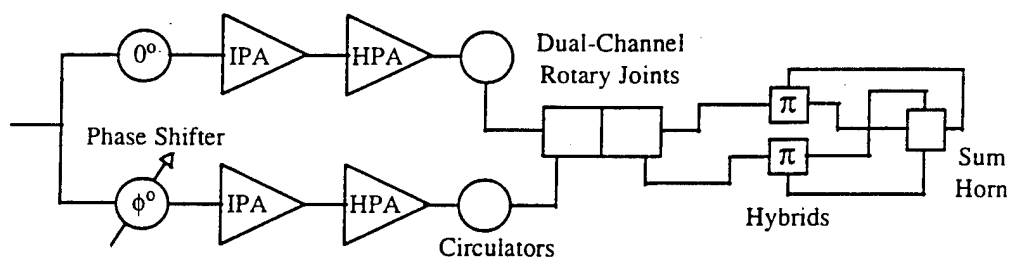 0°
IPA
HPA
Dual-Channel
Rotary Joints
π
Phase Shifter
π
Sum
Horn
φ°
IPA
HPA
Hybrids
Circulators